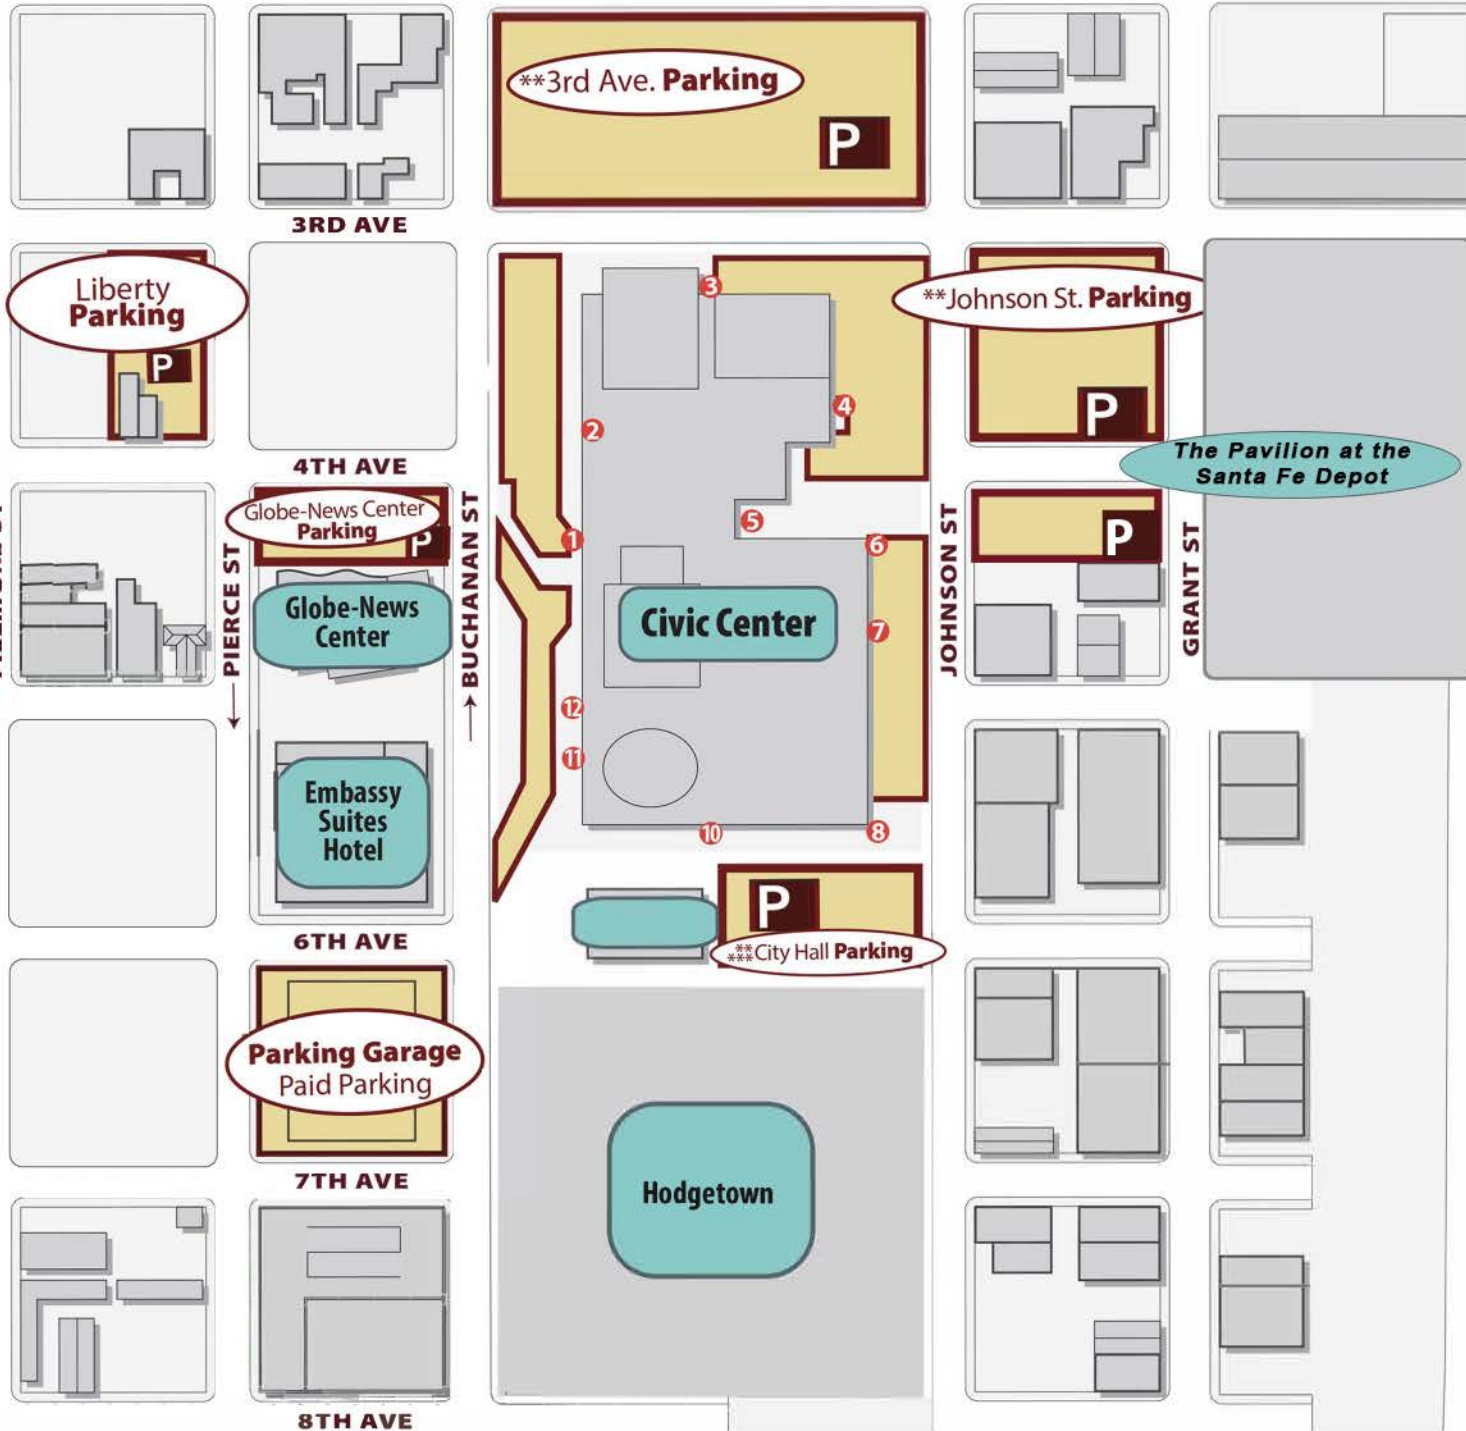 **3rd Ave. Parking
P
3RD AVE
Liberty
Parking
P
3
**Johnson St. Parking
P
4
2
The Pavilion at the
Santa Fe Depot
4TH AVE
Globe-News Center
Parking
P
PIERCE ST
BUCHANAN ST
1
5
6
JOHNSON ST
P
GRANT ST
Globe-News
Center
Civic Center
7
12
11
Embassy
Suites
Hotel
10
8
P
*****City Hall Parking
6TH AVE
Parking Garage
Paid Parking
7TH AVE
Hodgetown
8TH AVE